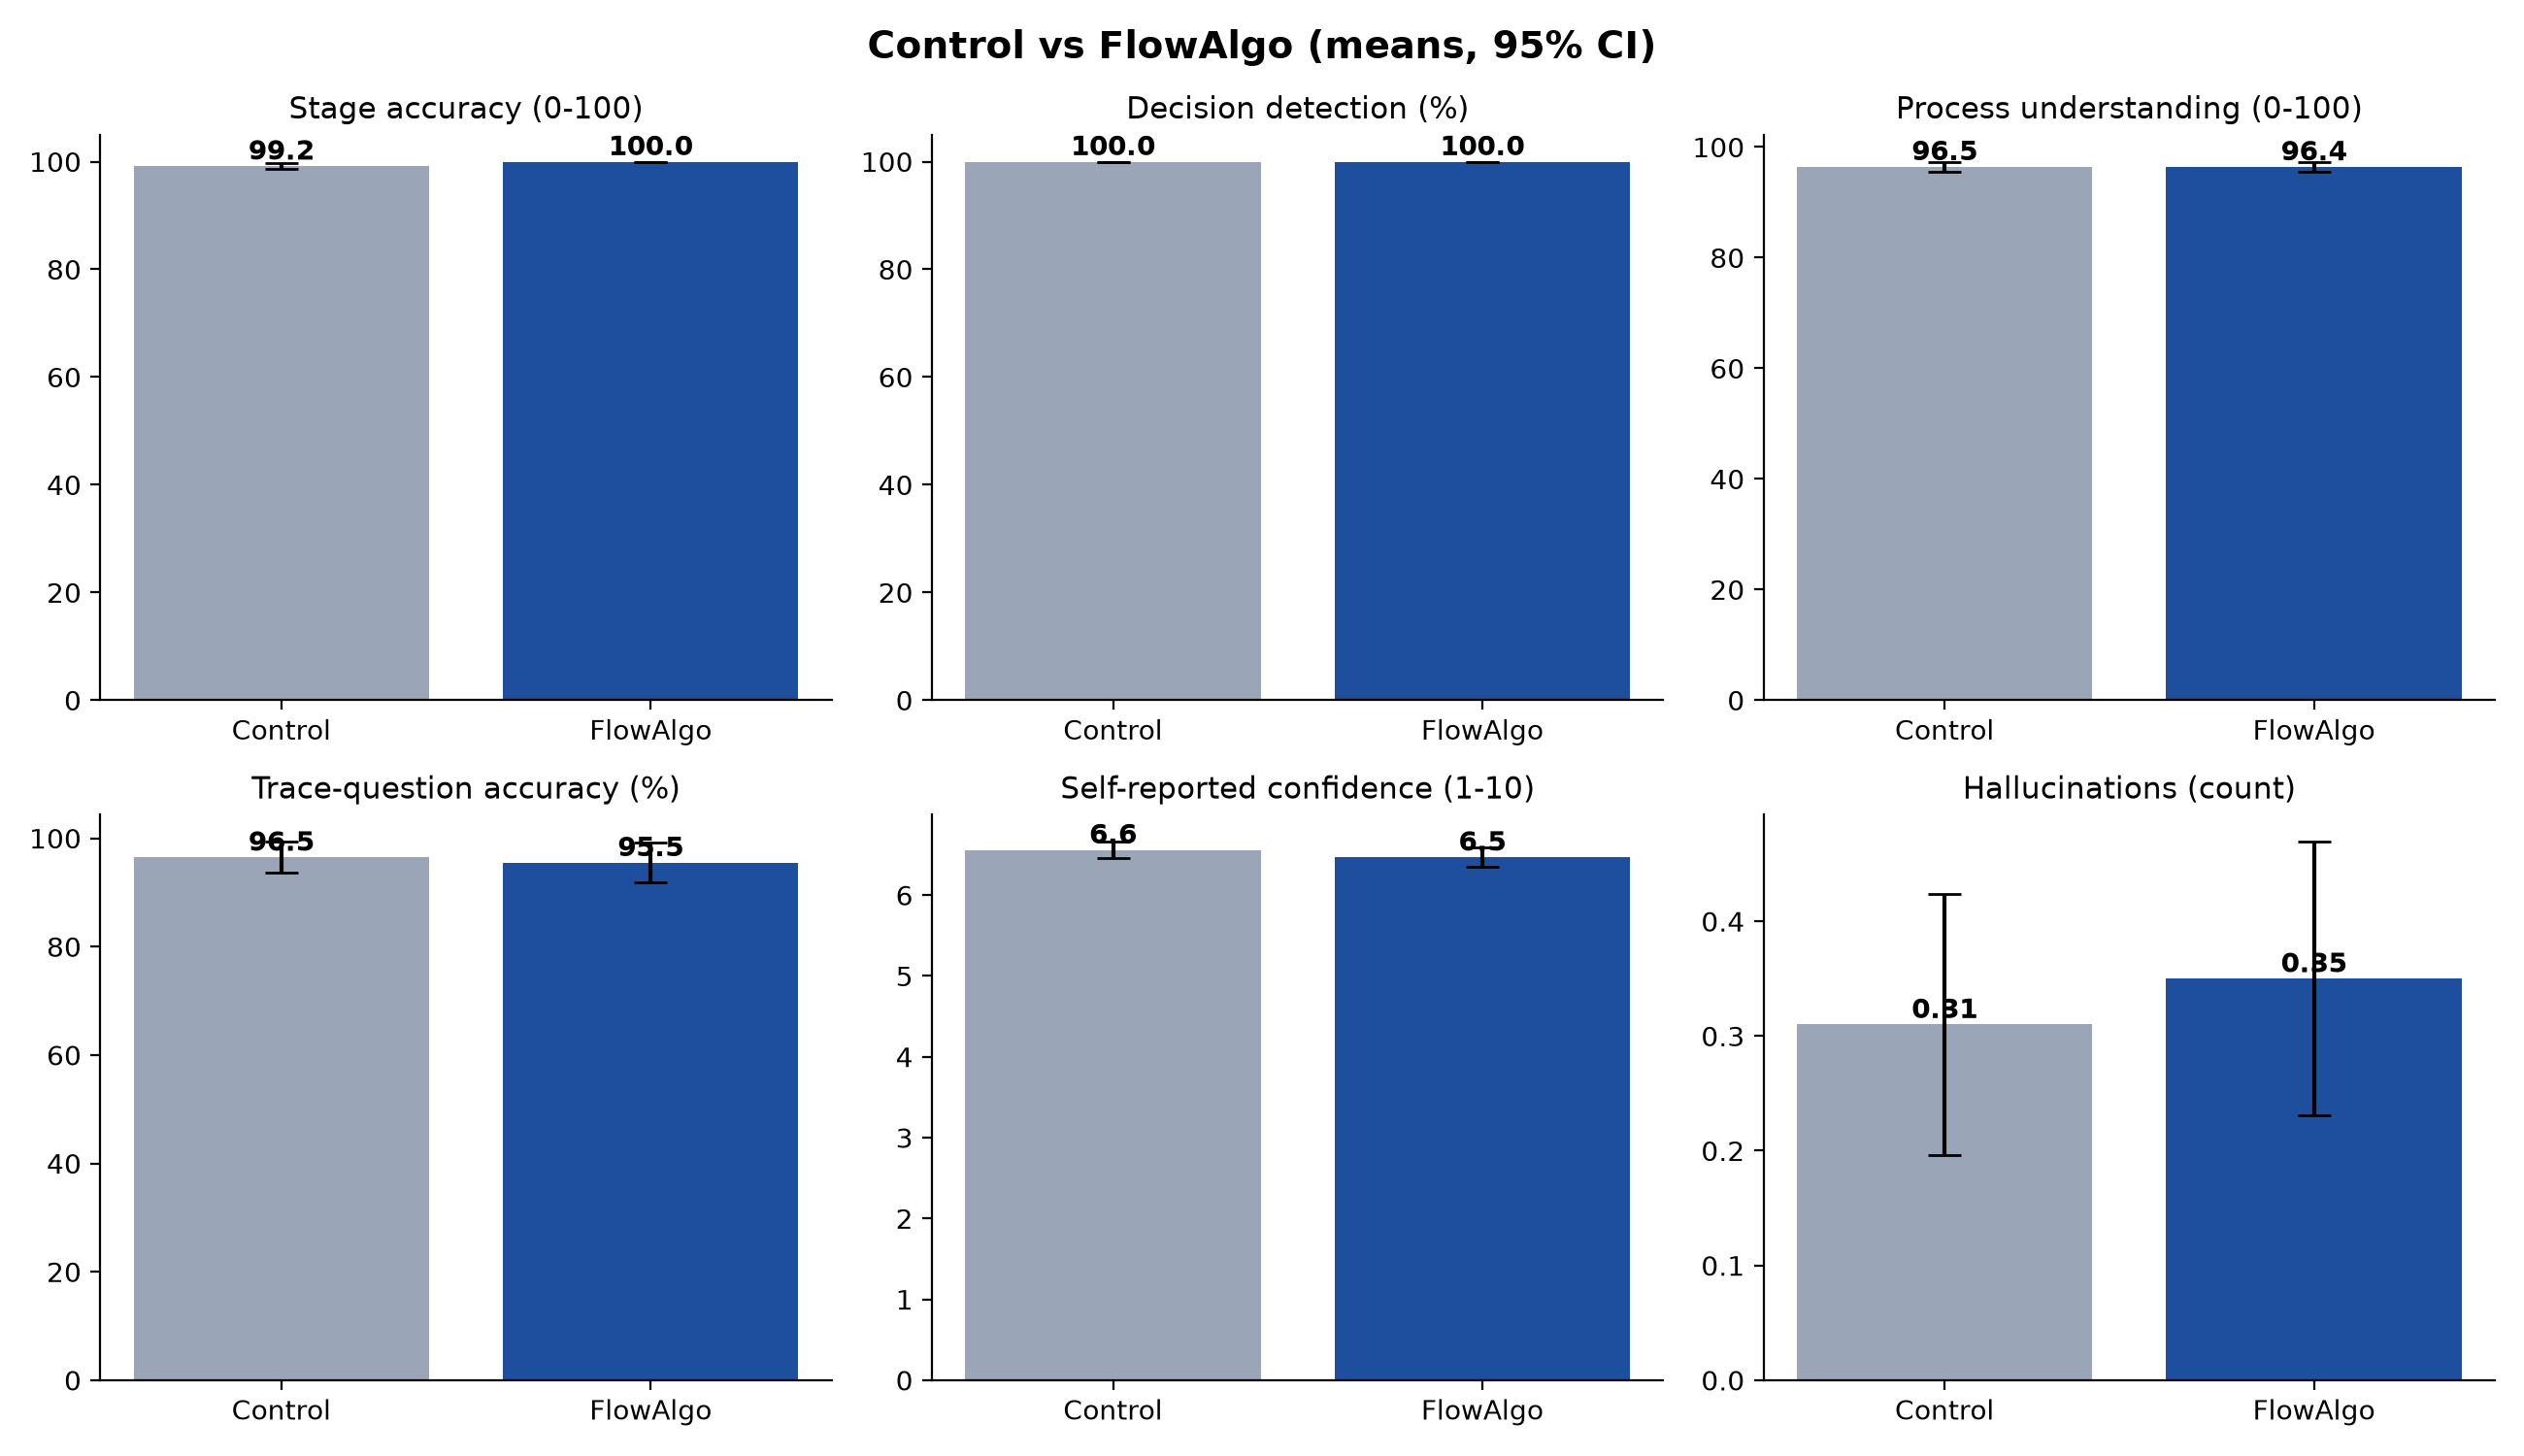 Control vs FlowAlgo (means, 95% CI)
Stage accuracy (0-100)
99.2
100.0
100
80
60
40
20
0
Control
FlowAlgo
Decision detection (%)
100.0
100.0
100
80
60
40
20
0
Control
FlowAlgo
Process understanding (0-100)
96.5
96.4
100
80
60
40
20
0
Control
FlowAlgo
Trace-question accuracy (%)
96.5
95.5
100
80
60
40
20
0
Control
FlowAlgo
Self-reported confidence (1-10)
6.6
6.5
6
5
4
3
2
1
0
Control
FlowAlgo
Hallucinations (count)
0.31
0.35
0.4
0.3
0.2
0.1
0.0
Control
FlowAlgo